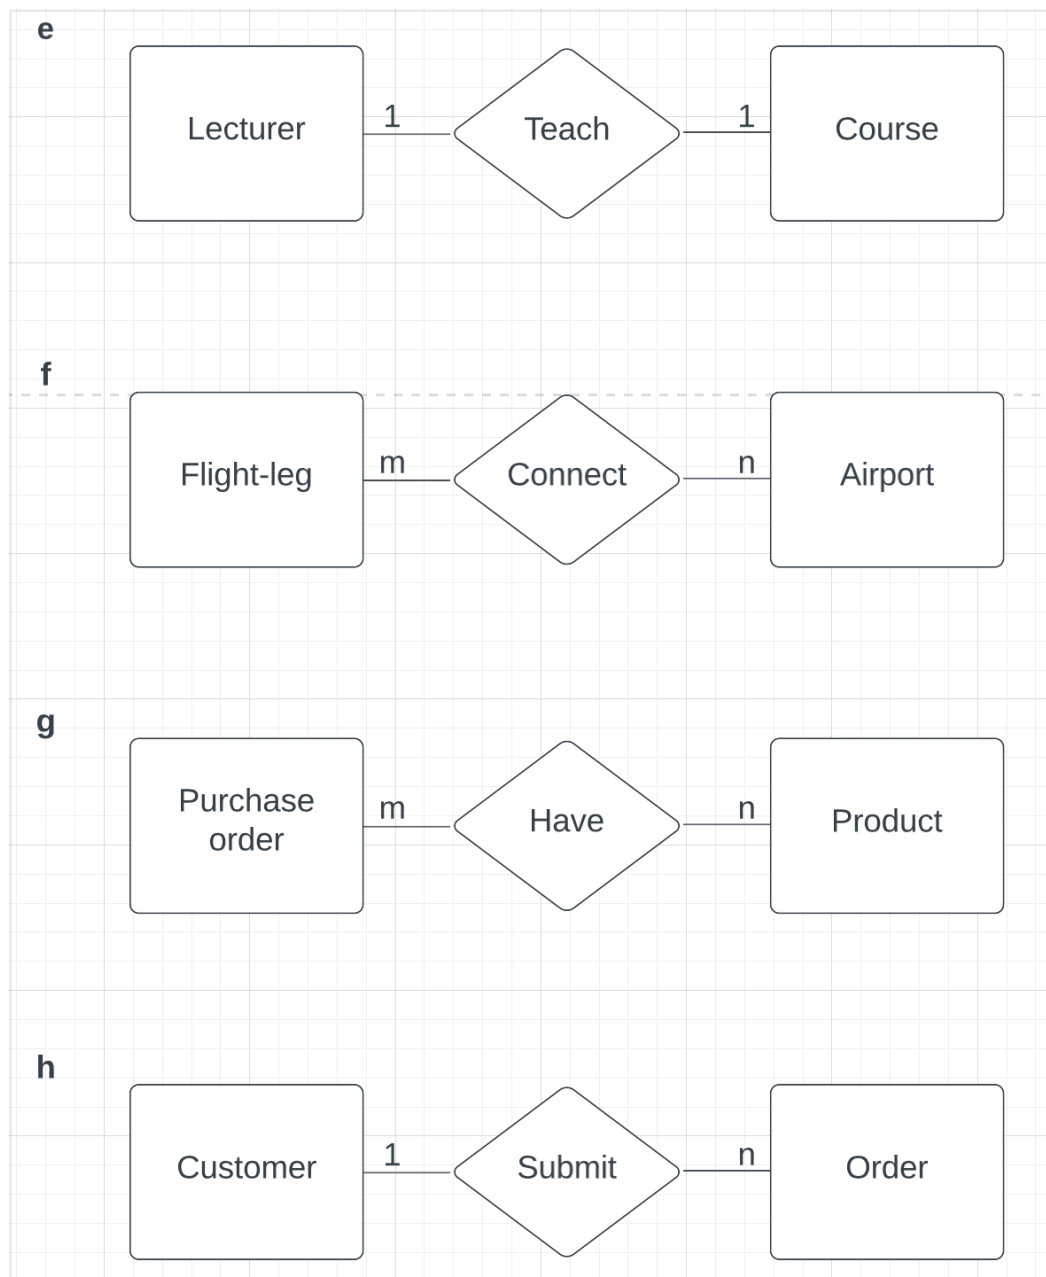 e
Lecturer
1
Teach
1
Course
f
Flight-leg
m
Connect
n
Airport
g
Purchase
order
m
Have
n
Product
h
Customer
1
Submit
n
Order